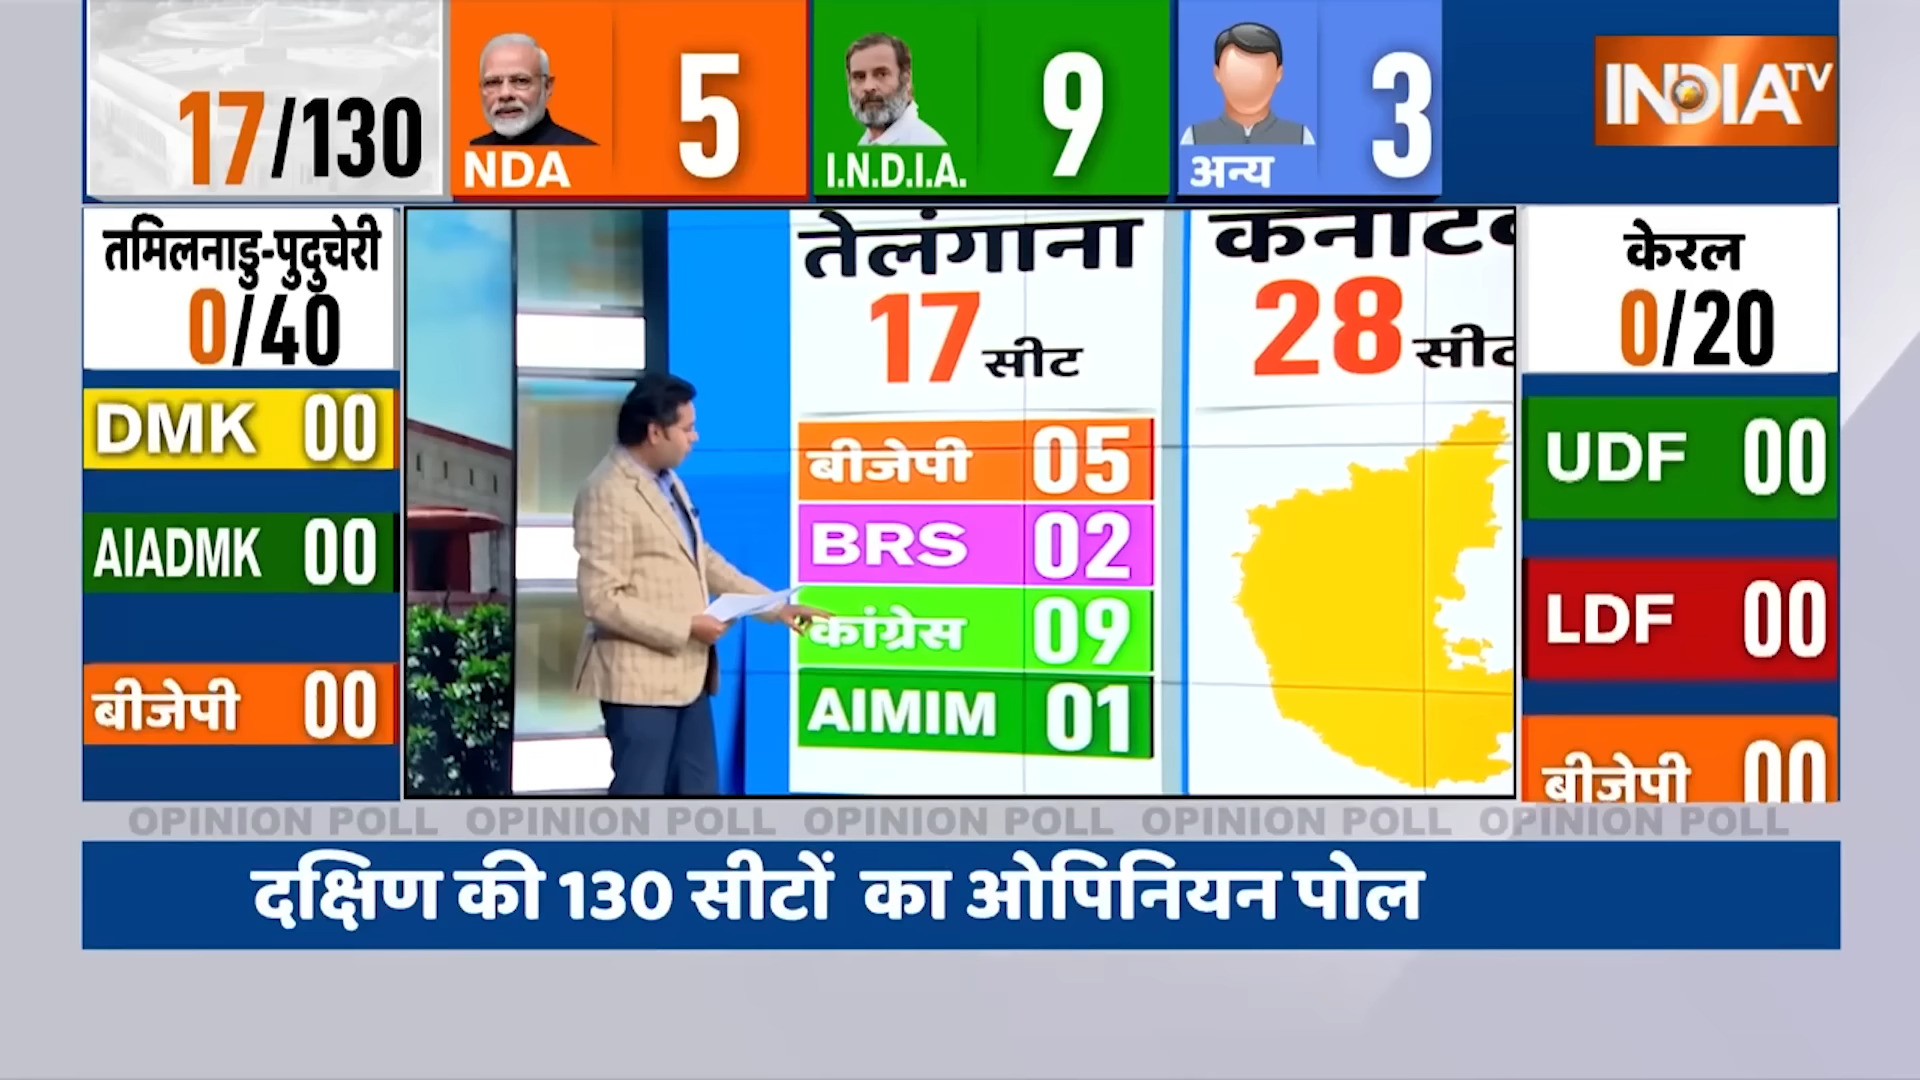 17/130
NDA 5
I.N.D.I.A. 9
अन्य 3
INDIA TV
तमिलनाडु-पुदुचेरी
0/40
DMK 00
AIADMK 00
बीजेपी 00
तेलंगाना
17 सीट
बीजेपी 05
BRS 02
कांग्रेस 09
AIMIM 01
28
केरल
0/20
UDF 00
LDF 00
बीजेपी 00
OPINION POLL OPINION POLL OPINION POLL OPINION POLL OPINION POLL
दक्षिण की 130 सीटों का ओपिनियन पोल